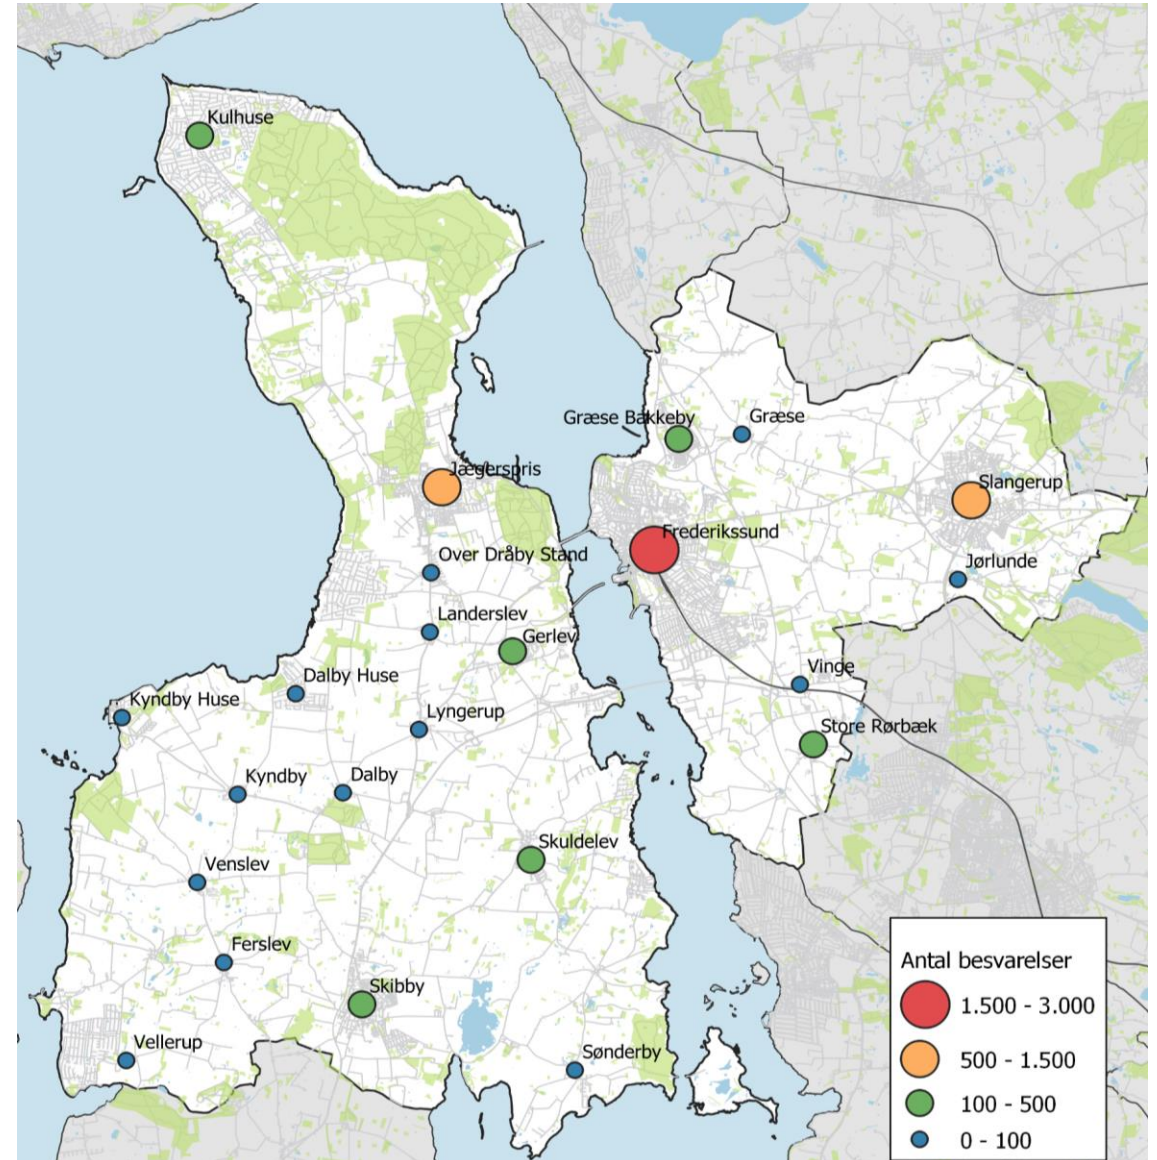 Kulhuse
Græse Bakkeby
Græse
Jægerspris
Slangerup
Frederikssund
Over Dråby Stand
Jørlunde
Landerslev
Gerlev
Vinge
Dalby Huse
Kyndby Huse
Lyngerup
Store Rørbæk
Kyndby
Dalby
Skuldelev
Venslev
Ferslev
Skibby
Vellerup
Sønderby
Antal besvarelser
1.500 - 3.000
500 - 1.500
100 - 500
0 - 100